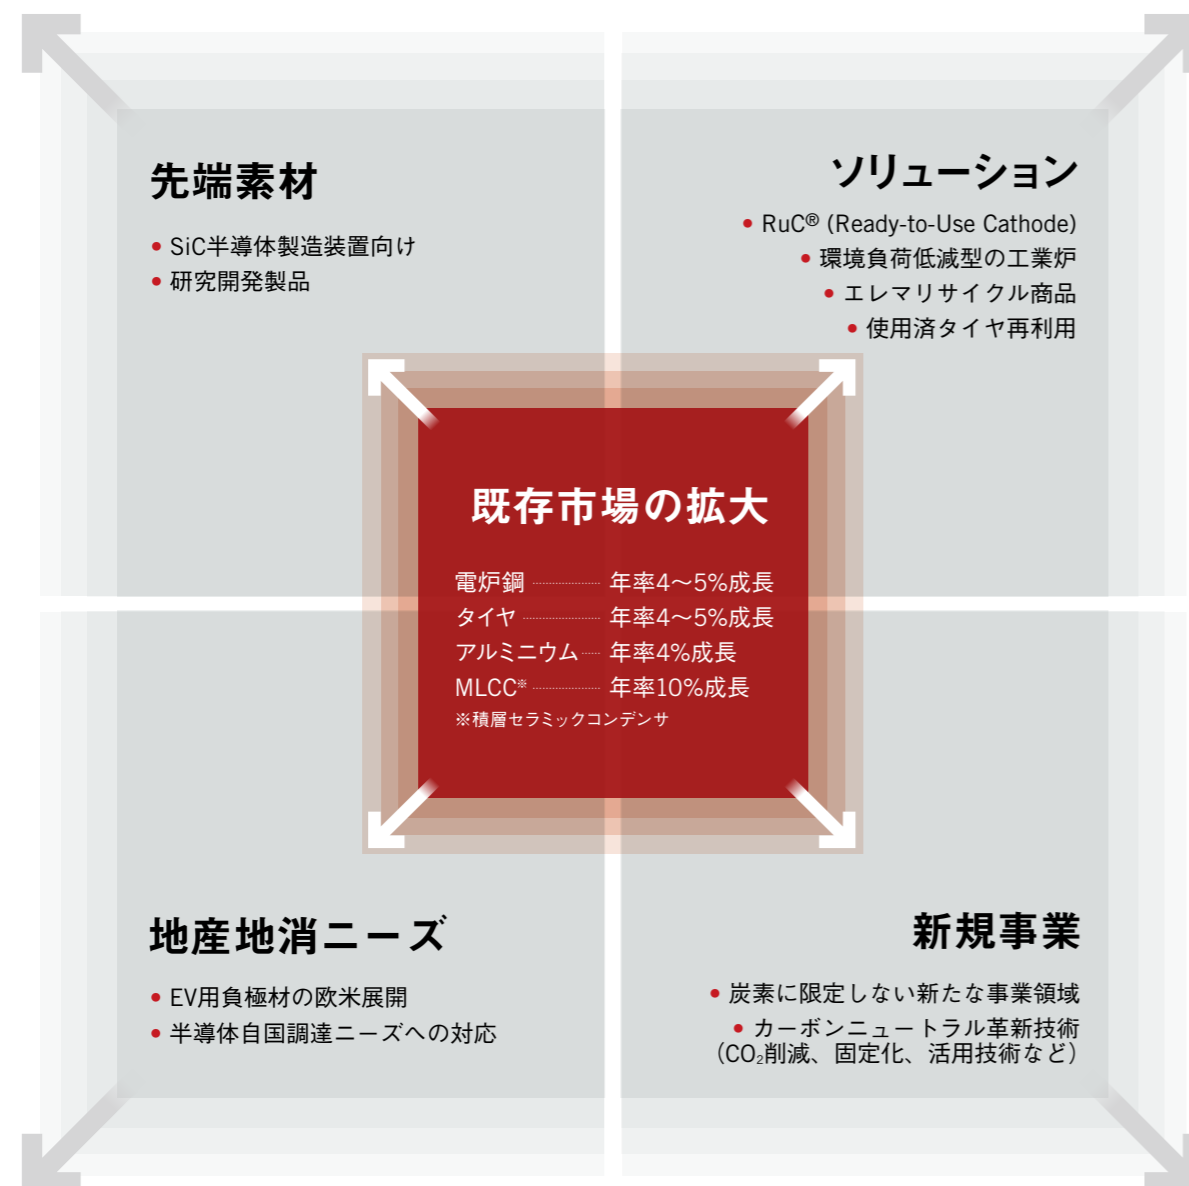 先端素材
● SiC半導体製造装置向け
● 研究開発製品
ソリューション
● RuC® (Ready-to-Use Cathode)
● 環境負荷低減型の工業炉
● エレマリサイクル商品
● 使用済タイヤ再利用
既存市場の拡大
電炉鋼 ………… 年率4〜5%成長
タイヤ ………… 年率4〜5%成長
アルミニウム …… 年率4%成長
MLCC※ ………… 年率10%成長
※積層セラミックコンデンサ
地産地消ニーズ
● EV用負極材の欧米展開
● 半導体自国調達ニーズへの対応
新規事業
● 炭素に限定しない新たな事業領域
● カーボンニュートラル革新技術
（CO₂削減、固定化、活用技術など）